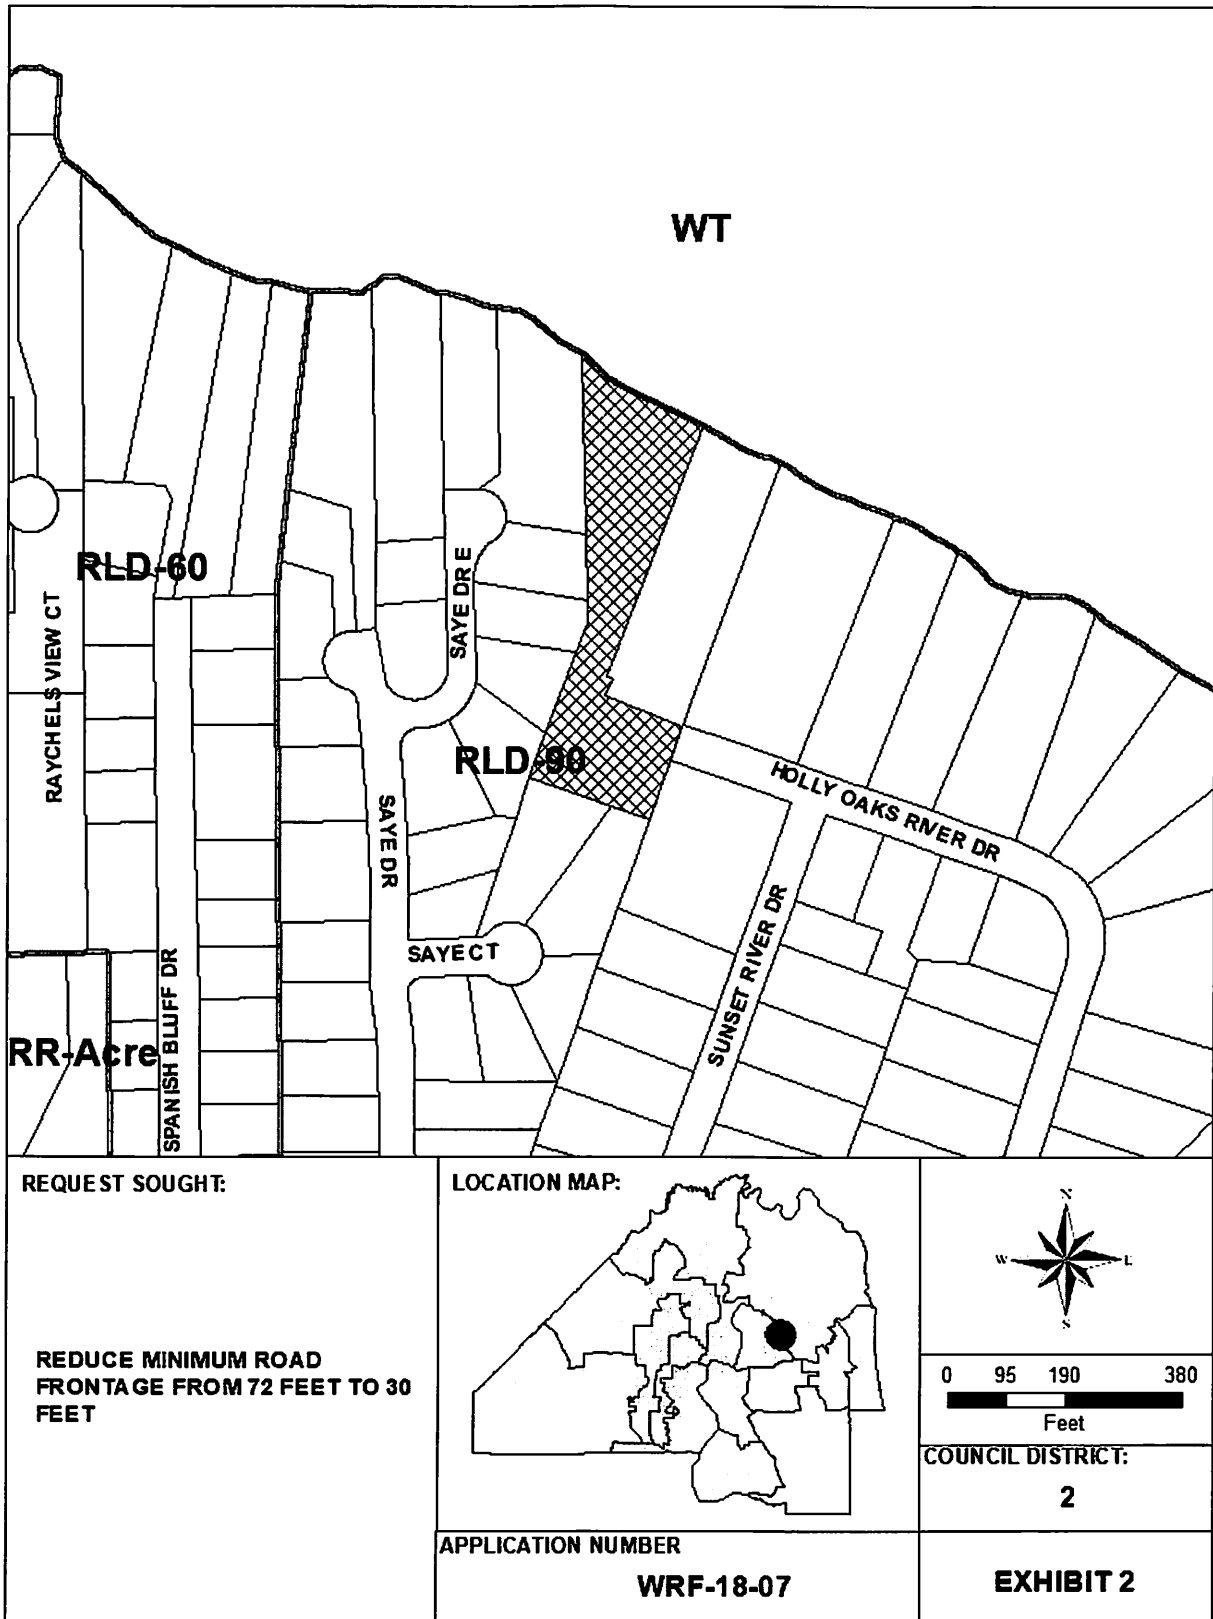 WT
RLD-60
RAYCHELS VIEW CT
SAYE DR E
RLD-90
HOLLY OAKS RIVER DR
SAYE DR
SUNSET RIVER DR
SAYE CT
SPANISH BLUFF DR
RR-Acre
REQUEST SOUGHT:
REDUCE MINIMUM ROAD
FRONTAGE FROM 72 FEET TO 30
FEET
LOCATION MAP:
N
W
E
S
0 95 190 380
Feet
COUNCIL DISTRICT:
2
APPLICATION NUMBER
WRF-18-07
EXHIBIT 2